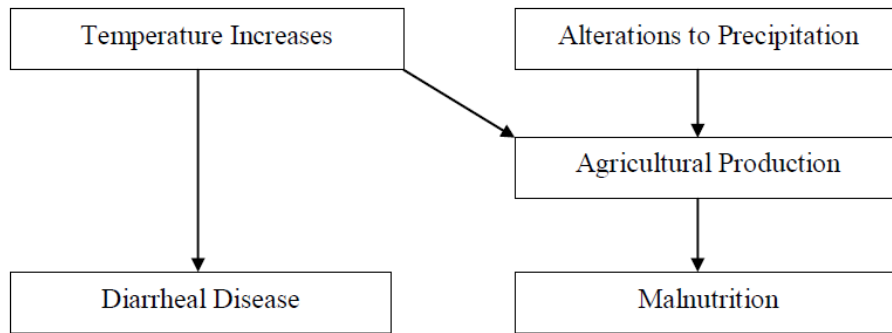 Temperature Increases
Alterations to Precipitation
Agricultural Production
Diarrheal Disease
Malnutrition